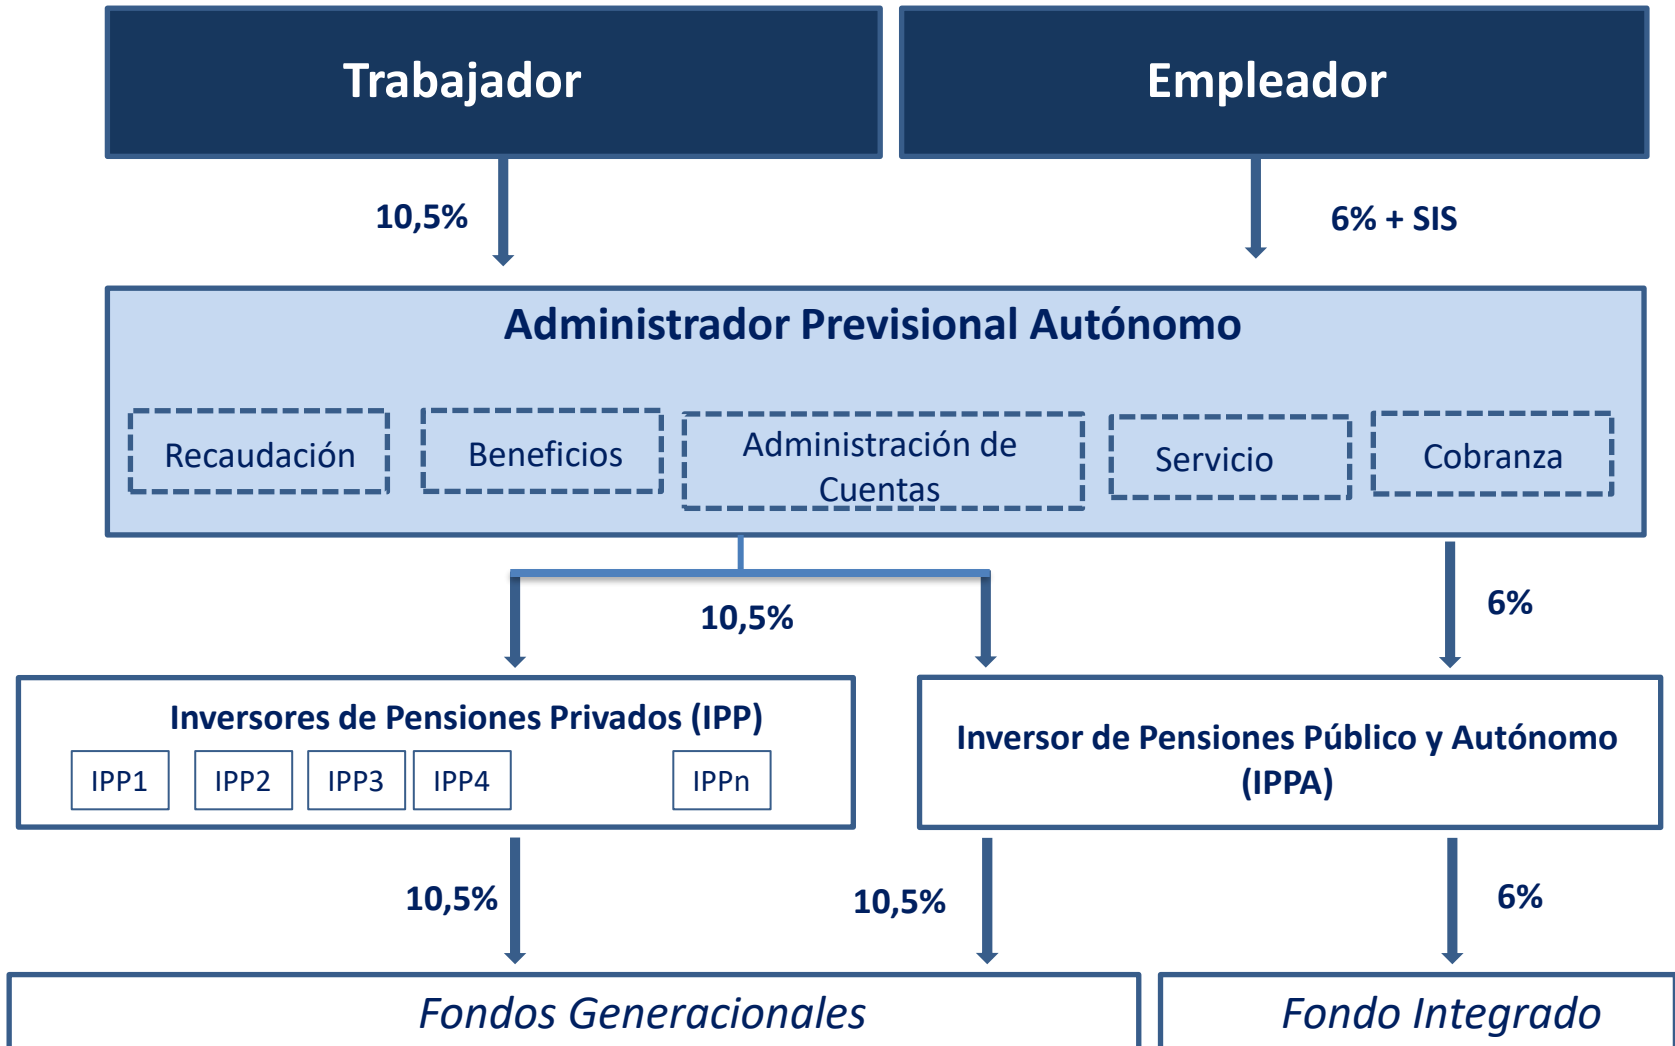 Trabajador
Empleador
10,5%
6% + SIS
Administrador Previsional Autónomo
Recaudación
Beneficios
Administración de
Cuentas
Servicio
Cobranza
10,5%
6%
Inversores de Pensiones Privados (IPP)
IPP1
IPP2
IPP3
IPP4
IPPn
Inversor de Pensiones Público y Autónomo
(IPPA)
10,5%
10,5%
6%
Fondos Generacionales
Fondo Integrado